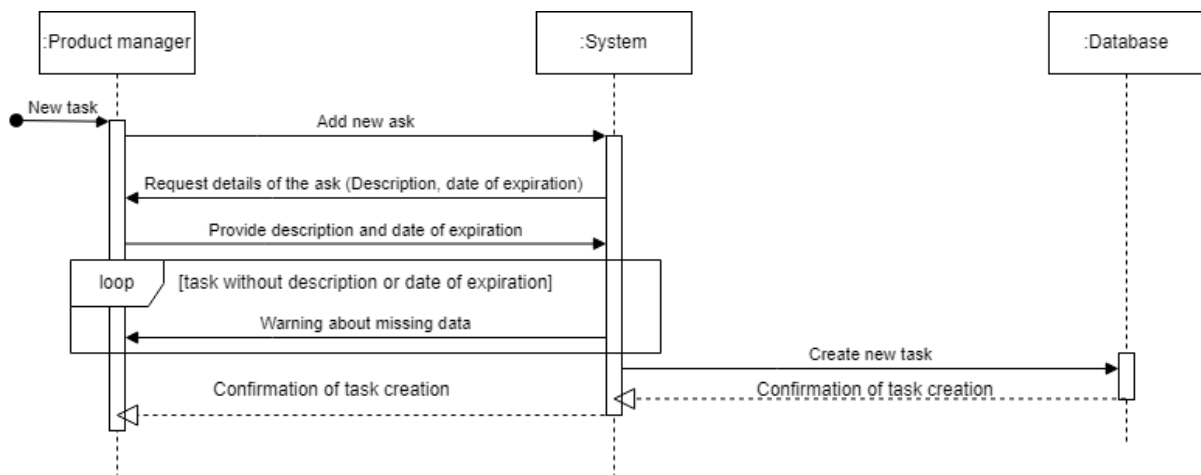 :Product manager
:System
:Database
New task
Add new ask
Request details of the ask (Description, date of expiration)
Provide description and date of expiration
loop
[task without description or date of expiration]
Warning about missing data
Create new task
Confirmation of task creation
Confirmation of task creation